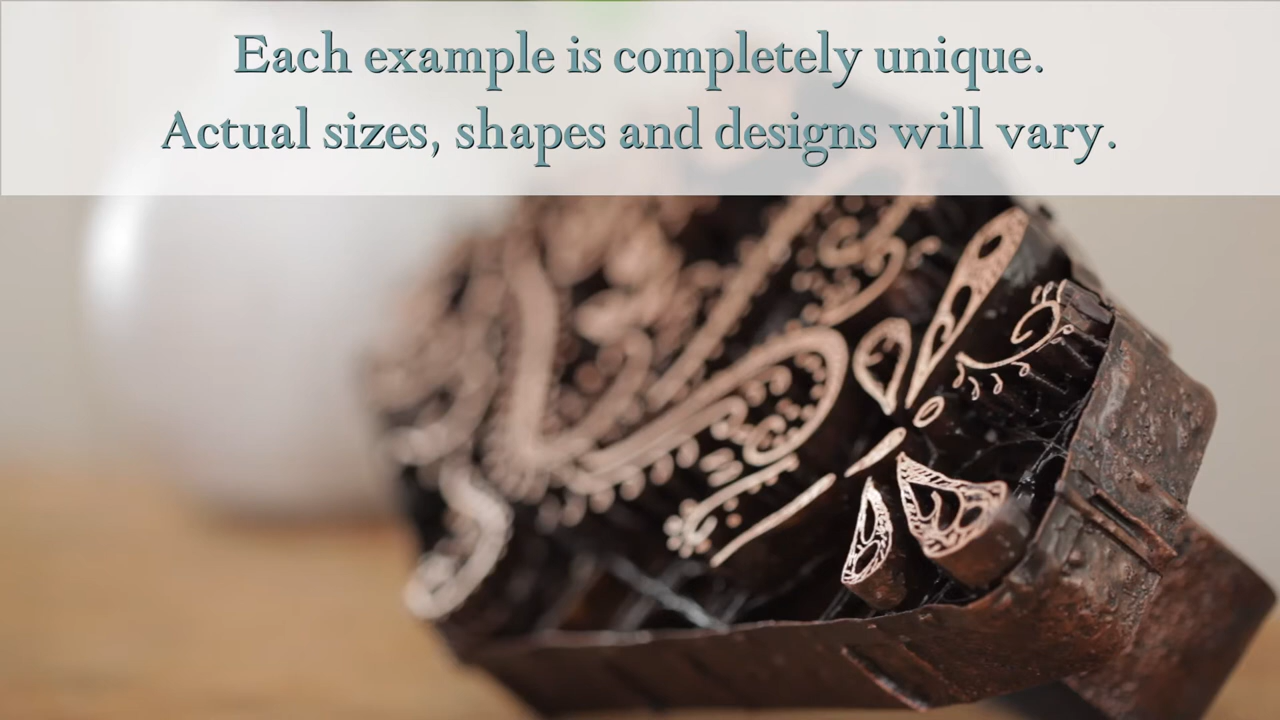 Each example is completely unique.
Actual sizes, shapes and designs will vary.